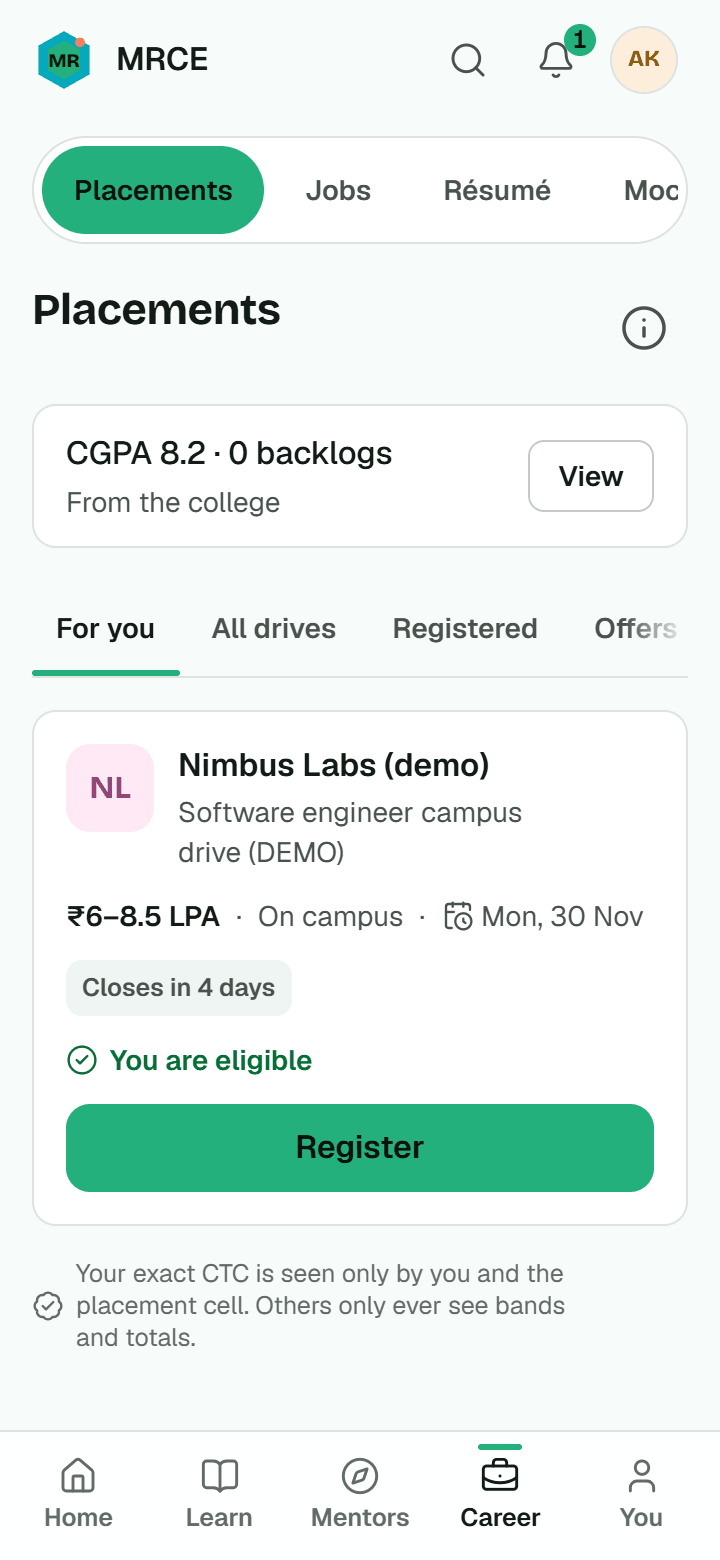 MR
MRCE
1
AK
Placements
Jobs
Résumé
Moc
Placements
CGPA 8.2 · 0 backlogs
From the college
View
For you
All drives
Registered
Offers
NL
Nimbus Labs (demo)
Software engineer campus
drive (DEMO)
₹6–8.5 LPA · On campus · Mon, 30 Nov
Closes in 4 days
You are eligible
Register
Your exact CTC is seen only by you and the
placement cell. Others only ever see bands
and totals.
Home
Learn
Mentors
Career
You